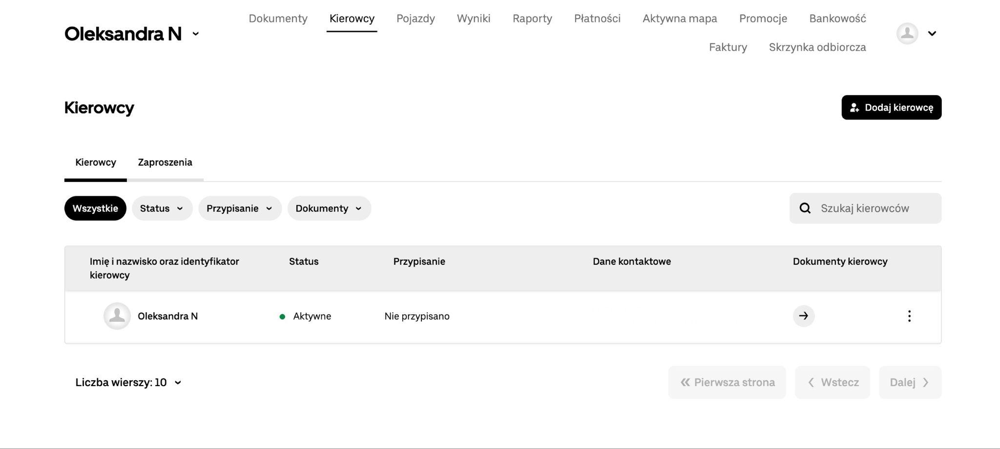 Oleksandra N
Dokumenty Kierowcy Pojazdy Wyniki Raporty Płatności Aktywna mapa Promocje Bankowość
Faktury Skrzynka odbiorcza
Kierowcy
Dodaj kierowcę
Kierowcy Zaproszenia
Wszystkie Status Przypisanie Dokumenty
Szukaj kierowców
Imię i nazwisko oraz identyfikator
kierowcy
Status
Przypisanie
Dane kontaktowe
Dokumenty kierowcy
Oleksandra N Aktywne Nie przypisano
Liczba wierszy: 10
Pierwsza strona Wstecz Dalej